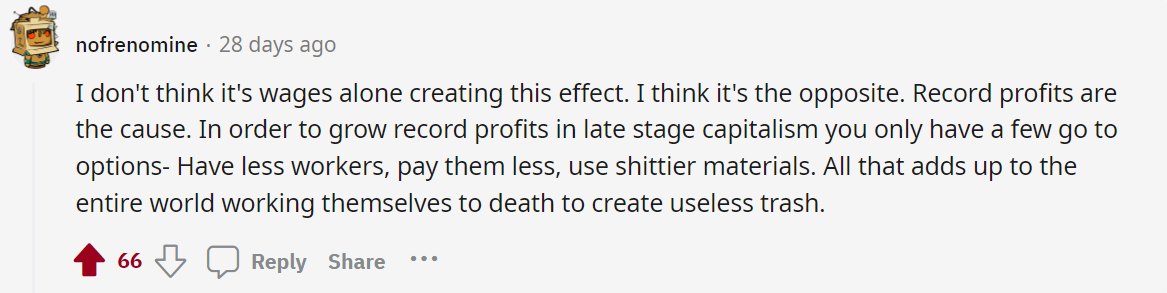 nofrenomine · 28 days ago
I don't think it's wages alone creating this effect. I think it's the opposite. Record profits are
the cause. In order to grow record profits in late stage capitalism you only have a few go to
options- Have less workers, pay them less, use shittier materials. All that adds up to the
entire world working themselves to death to create useless trash.
66 Reply Share ···